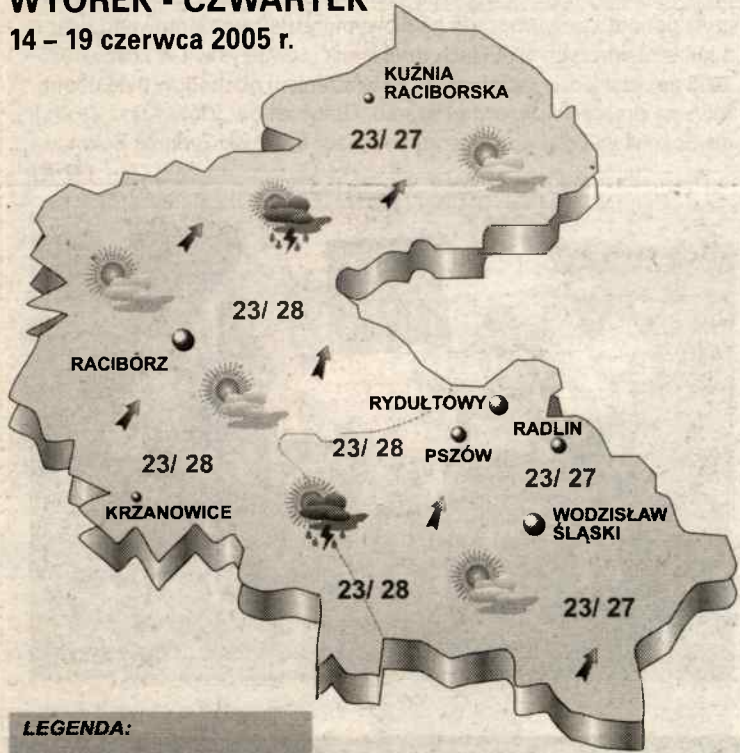 WTOREK - CZWARTEK
14 – 19 czerwca 2005 r.
KUŹNIA
RACIBORSKA
23/ 27
23/ 28
RACIBÓRZ
RYDUŁTOWY
RADLIN
23/ 28
PSZÓW
23/ 28
23/ 27
KRZANOWICE
WODZISŁAW
ŚLĄSKI
23/ 28
23/ 27
LEGENDA: